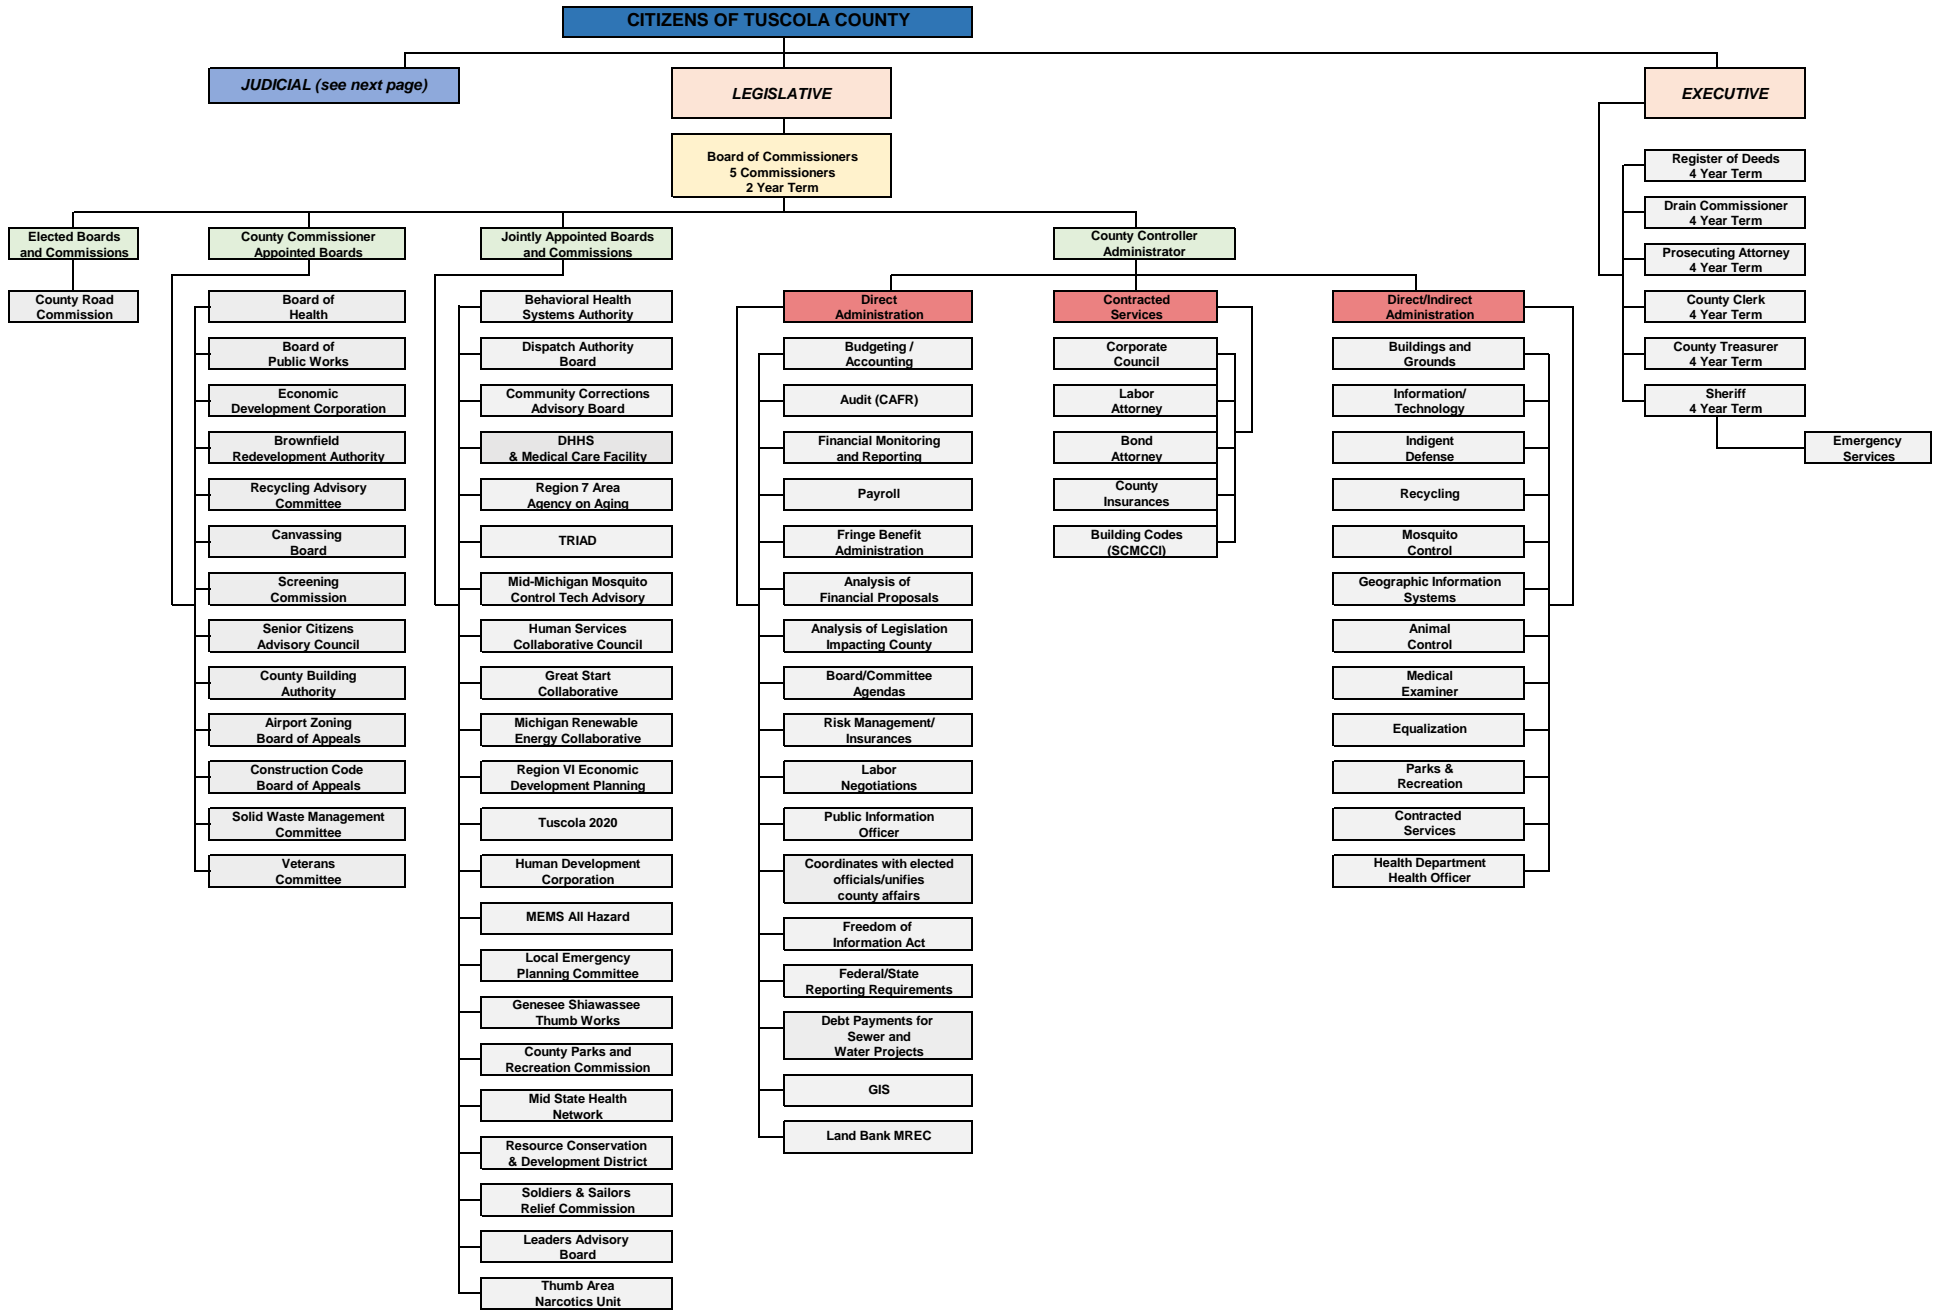 CITIZENS OF TUSCOLA COUNTY
JUDICIAL (see next page)
LEGISLATIVE
EXECUTIVE
Board of Commissioners
5 Commissioners
2 Year Term
Elected Boards
and Commissions
County Road
Commission
County Commissioner
Appointed Boards
Board of
Health
Board of
Public Works
Economic
Development Corporation
Brownfield
Redevelopment Authority
Recycling Advisory
Committee
Canvassing
Board
Screening
Commission
Senior Citizens
Advisory Council
County Building
Authority
Airport Zoning
Board of Appeals
Construction Code
Board of Appeals
Solid Waste Management
Committee
Veterans
Committee
Jointly Appointed Boards
and Commissions
Behavioral Health
Systems Authority
Dispatch Authority
Board
Community Corrections
Advisory Board
DHHS
& Medical Care Facility
Region 7 Area
Agency on Aging
TRIAD
Mid-Michigan Mosquito
Control Tech Advisory
Human Services
Collaborative Council
Great Start
Collaborative
Michigan Renewable
Energy Collaborative
Region VI Economic
Development Planning
Tuscola 2020
Human Development
Corporation
MEMS All Hazard
Local Emergency
Planning Committee
Genesee Shiawassee
Thumb Works
County Parks and
Recreation Commission
Mid State Health
Network
Resource Conservation
& Development District
Soldiers & Sailors
Relief Commission
Leaders Advisory
Board
Thumb Area
Narcotics Unit
County Controller
Administrator
Direct
Administration
Budgeting /
Accounting
Audit (CAFR)
Financial Monitoring
and Reporting
Payroll
Fringe Benefit
Administration
Analysis of
Financial Proposals
Analysis of Legislation
Impacting County
Board/Committee
Agendas
Risk Management/
Insurances
Labor
Negotiations
Public Information
Officer
Coordinates with elected
officials/unifies
county affairs
Freedom of
Information Act
Federal/State
Reporting Requirements
Debt Payments for
Sewer and
Water Projects
GIS
Land Bank MREC
Contracted
Services
Corporate
Council
Labor
Attorney
Bond
Attorney
County
Insurances
Building Codes
(SCMCCI)
Direct/Indirect
Administration
Buildings and
Grounds
Information/
Technology
Indigent
Defense
Recycling
Mosquito
Control
Geographic Information
Systems
Animal
Control
Medical
Examiner
Equalization
Parks &
Recreation
Contracted
Services
Health Department
Health Officer
Register of Deeds
4 Year Term
Drain Commissioner
4 Year Term
Prosecuting Attorney
4 Year Term
County Clerk
4 Year Term
County Treasurer
4 Year Term
Sheriff
4 Year Term
Emergency
Services